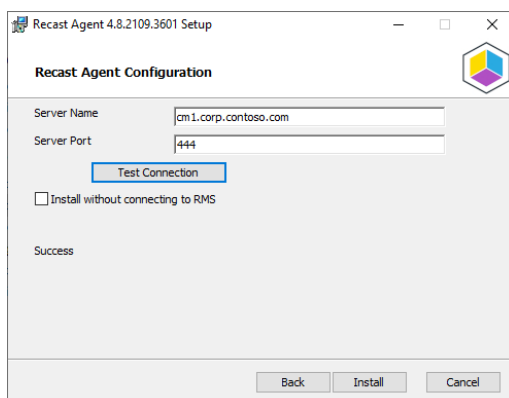 Recast Agent 4.8.2109.3601 Setup
Recast Agent Configuration
Server Name
cm1.corp.contoso.com
Server Port
444
Test Connection
Install without connecting to RMS
Success
Back
Install
Cancel